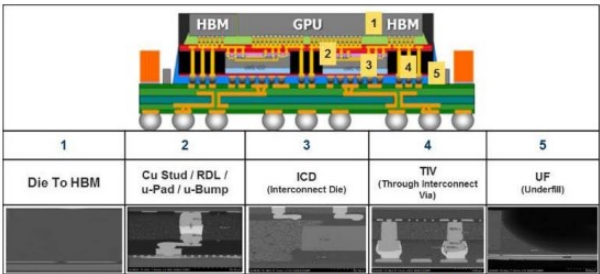 HBM GPU 1 HBM
2
3
4
5
1 2 3 4 5
Die To HBM
Cu Stud / RDL /
u-Pad / u-Bump
ICD
(Interconnect Die)
TIV
(Through Interconnect
Via)
UF
(Underfill)